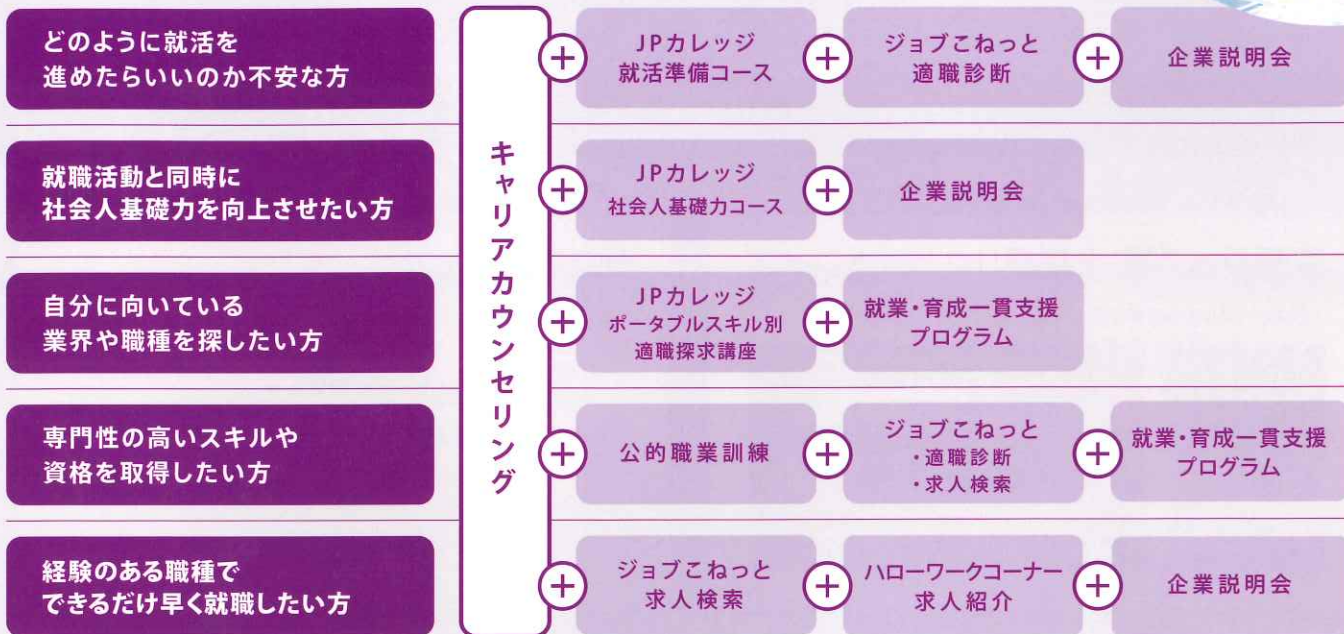 どのように就活を
進めたらいいのか不安な方
キャリアカウンセリング
JPカレッジ
就活準備コース
ジョブこねっと
適職診断
企業説明会
就職活動と同時に
社会人基礎力を向上させたい方
JPカレッジ
社会人基礎力コース
企業説明会
自分に向いている
業界や職種を探したい方
JPカレッジ
ポータブルスキル別
適職探求講座
就業・育成一貫支援
プログラム
専門性の高いスキルや
資格を取得したい方
公的職業訓練
ジョブこねっと
・適職診断
・求人検索
就業・育成一貫支援
プログラム
経験のある職種で
できるだけ早く就職したい方
ジョブこねっと
求人検索
ハローワークコーナー
求人紹介
企業説明会